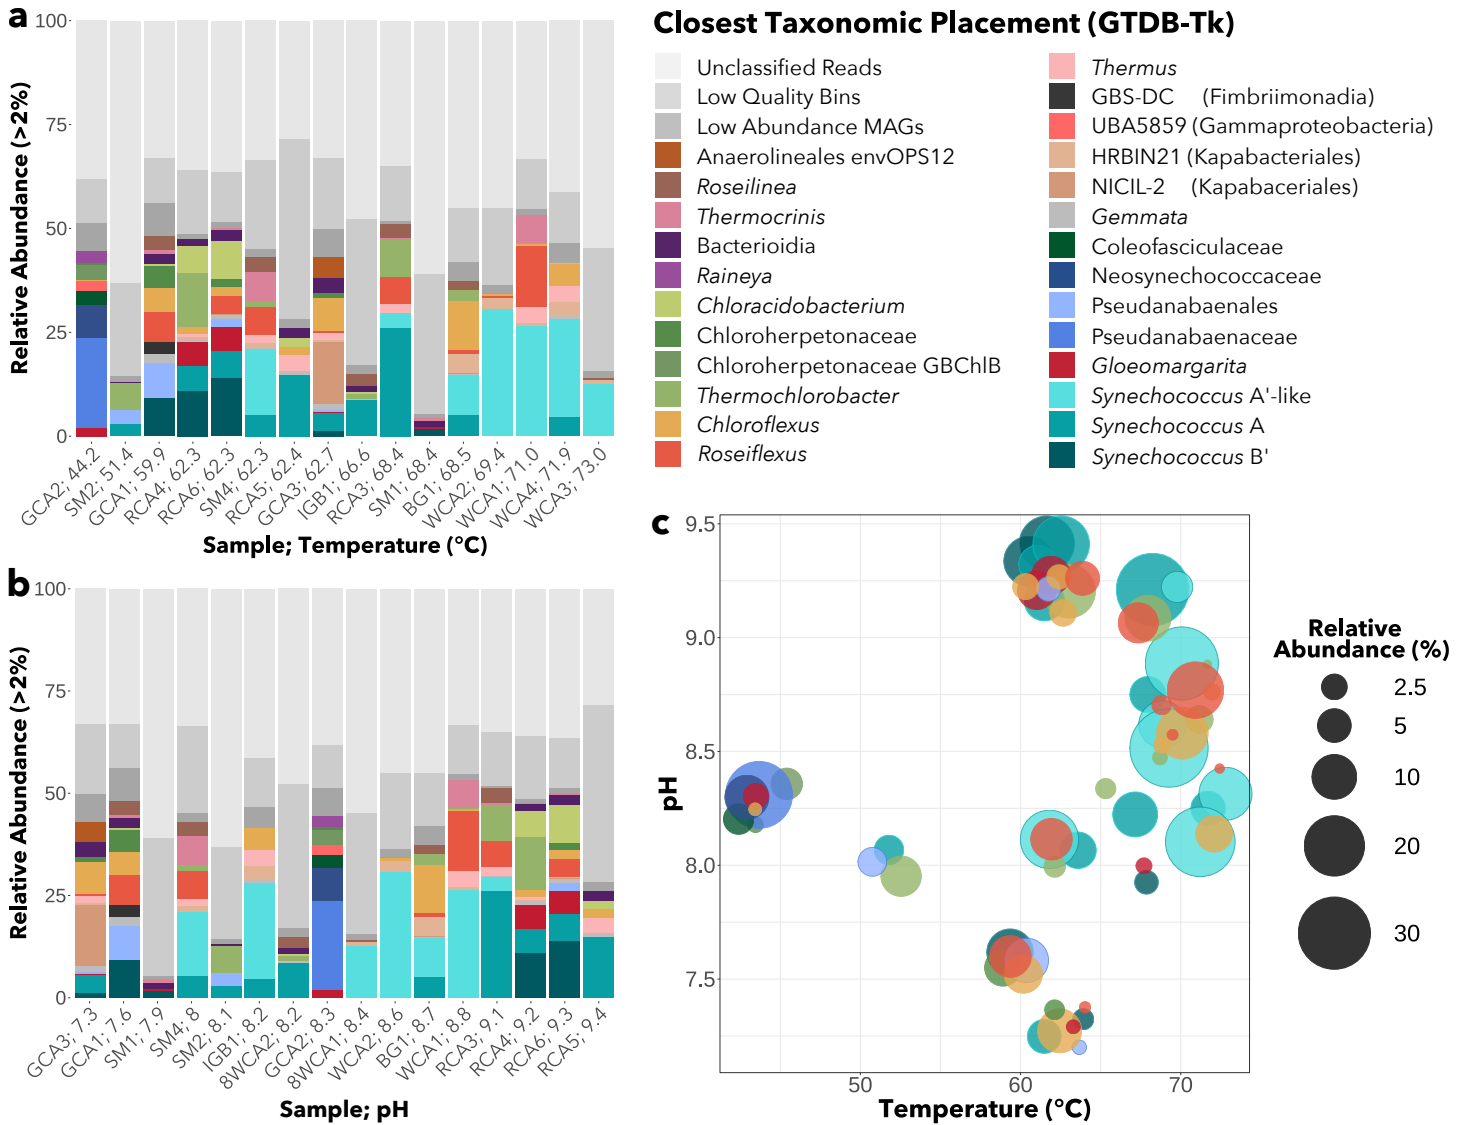 a
100
75
50
25
0
Relative Abundance (>2%)
GCA2; 44.2
SM2; 51.4
GCA1; 59.9
RCA4; 62.3
RCA6; 62.3
SM4; 62.3
RCA5; 62.4
GCA3; 62.7
IGB1; 66.6
RCA3; 68.4
SM1; 68.4
BG1; 68.5
WCA2; 69.4
WCA1; 71.0
WCA4; 71.9
WCA3; 73.0
Sample; Temperature (°C)
Closest Taxonomic Placement (GTDB-Tk)
Unclassified Reads
Low Quality Bins
Low Abundance MAGs
Anaerolineales envOPS12
Roseilinea
Thermocrinis
Bacterioidia
Raineya
Chloracidobacterium
Chloroherpetonaceae
Chloroherpetonaceae GBChlB
Thermochlorobacter
Chloroflexus
Roseiflexus
Thermus
GBS-DC (Fimbriimonadia)
UBA5859 (Gammaproteobacteria)
HRBIN21 (Kapabacteriales)
NICIL-2 (Kapabaceriales)
Gemmata
Coleofasciculaceae
Neosynechococcaceae
Pseudanabaenales
Pseudanabaenaceae
Gloeomargarita
Synechococcus A'-like
Synechococcus A
Synechococcus B'
b
100
75
50
25
0
Relative Abundance (>2%)
GCA3; 7.3
GCA1; 7.6
SM1; 7.9
SM4; 8
SM2; 8.1
IGB1; 8.2
8WCA2; 8.2
GCA2; 8.3
8WCA1; 8.4
WCA2; 8.6
BG1; 8.7
WCA1; 8.8
RCA3; 9.1
RCA4; 9.2
RCA6; 9.3
RCA5; 9.4
Sample; pH
c
9.5
9.0
8.5
8.0
7.5
pH
50
60
70
Temperature (°C)
Relative
Abundance (%)
2.5
5
10
20
30